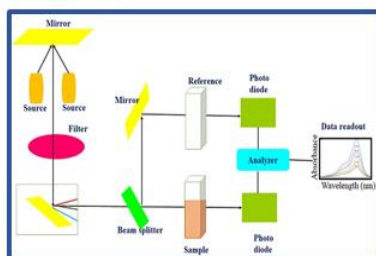 Mirror
Source
Source
Filter
Mirror
Reference
Photo
diode
Analyzer
Data readout
Absorbance
Wavelength (nm)
Beam splitter
Sample
Photo
diode